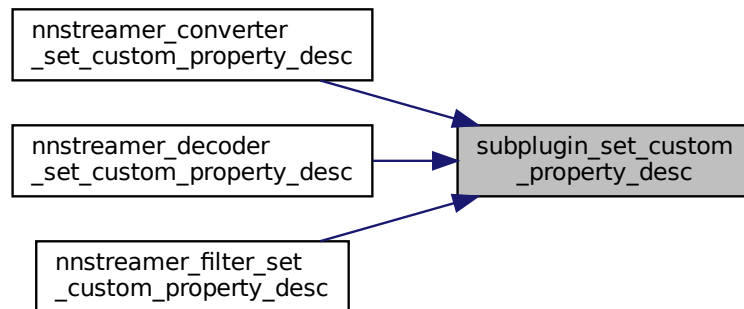 nnstreamer_converter
_set_custom_property_desc
nnstreamer_decoder
_set_custom_property_desc
subplugin_set_custom
_property_desc
nnstreamer_filter_set
_custom_property_desc